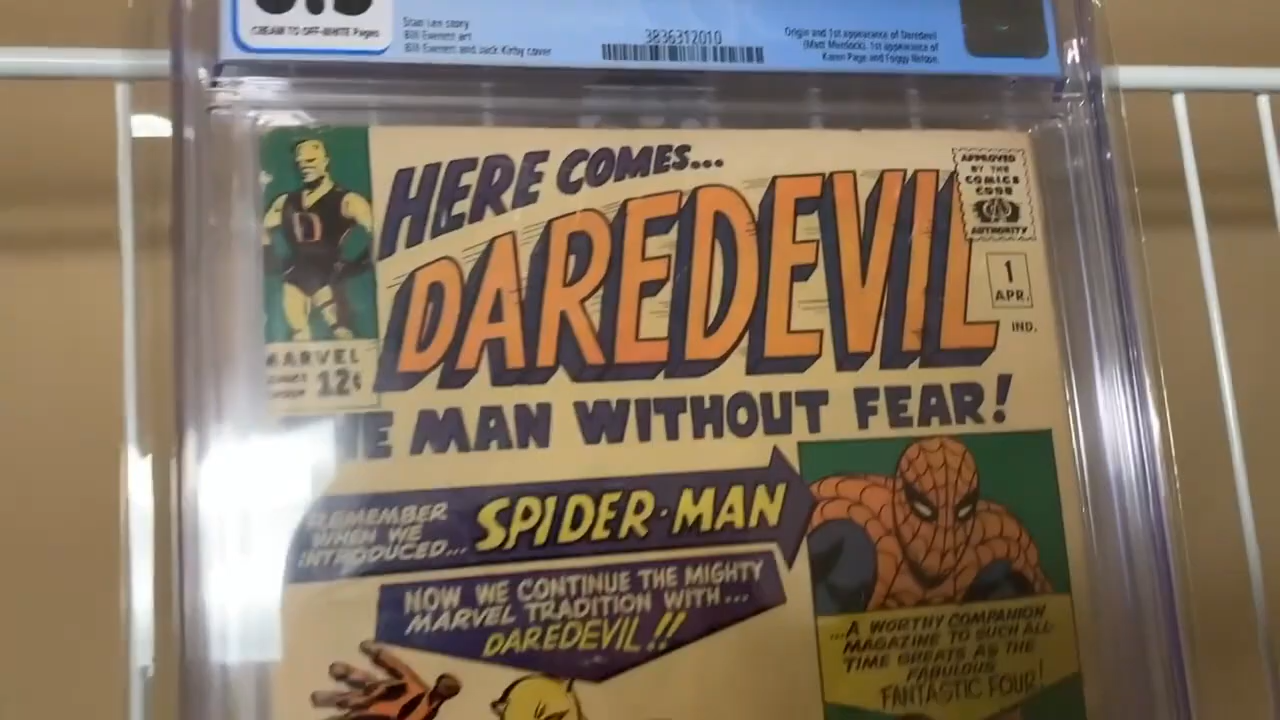 CREAM TO OFF-WHITE Pages
Stan Lee story
Bill Everett art
Bill Everett and Jack Kirby cover
3836312010
Origin and 1st appearance of Daredevil
(Matt Murdock). 1st appearance of
Karen Page and Foggy Nelson.
HERE COMES...
DAREDEVIL
APPROVED
BY THE
COMICS
CODE
AUTHORITY
1
APR.
IND.
MARVEL
12¢
THE MAN WITHOUT FEAR!
REMEMBER
WHEN WE
INTRODUCED...
SPIDER-MAN
NOW WE CONTINUE THE MIGHTY
MARVEL TRADITION WITH...
DAREDEVIL!!
...A WORTHY COMPANION
MAGAZINE TO SUCH ALL-
TIME GREATS AS THE
FABULOUS
FANTASTIC FOUR!
D